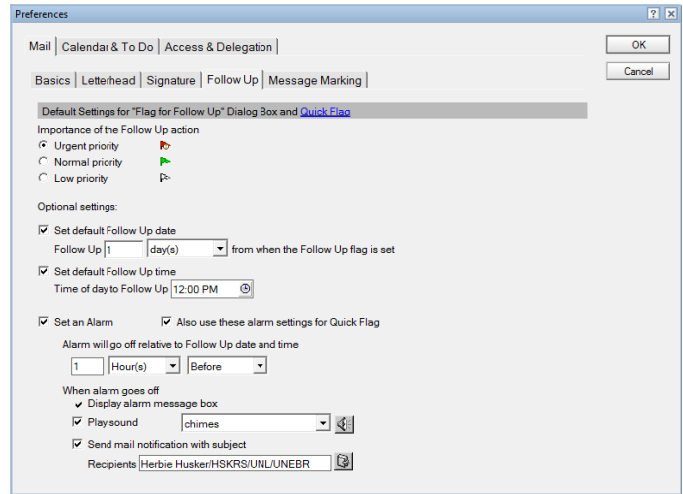 Preferences
Mail Calendar & To Do Access & Delegation
OK
Basics Letterhead Signature Follow Up Message Marking
Cancel
Default Settings for "Flag for Follow Up" Dialog Box and Quick Flag
Importance of the Follow Up action
Urgent priority
Normal priority
Low priority
Optional settings:
Set default Follow Up date
Follow Up 1 day(s) from when the Follow Up flag is set
Set default Follow Up time
Time of day to Follow Up 12:00 PM
Set an Alarm Also use these alarm settings for Quick Flag
Alarm will go off relative to Follow Up date and time
1 Hour(s) Before
When alarm goes off
Display alarm message box
Play sound chimes
Send mail notification with subject
Recipients Herbie Husker/HSKRS/UNL/UNEBR